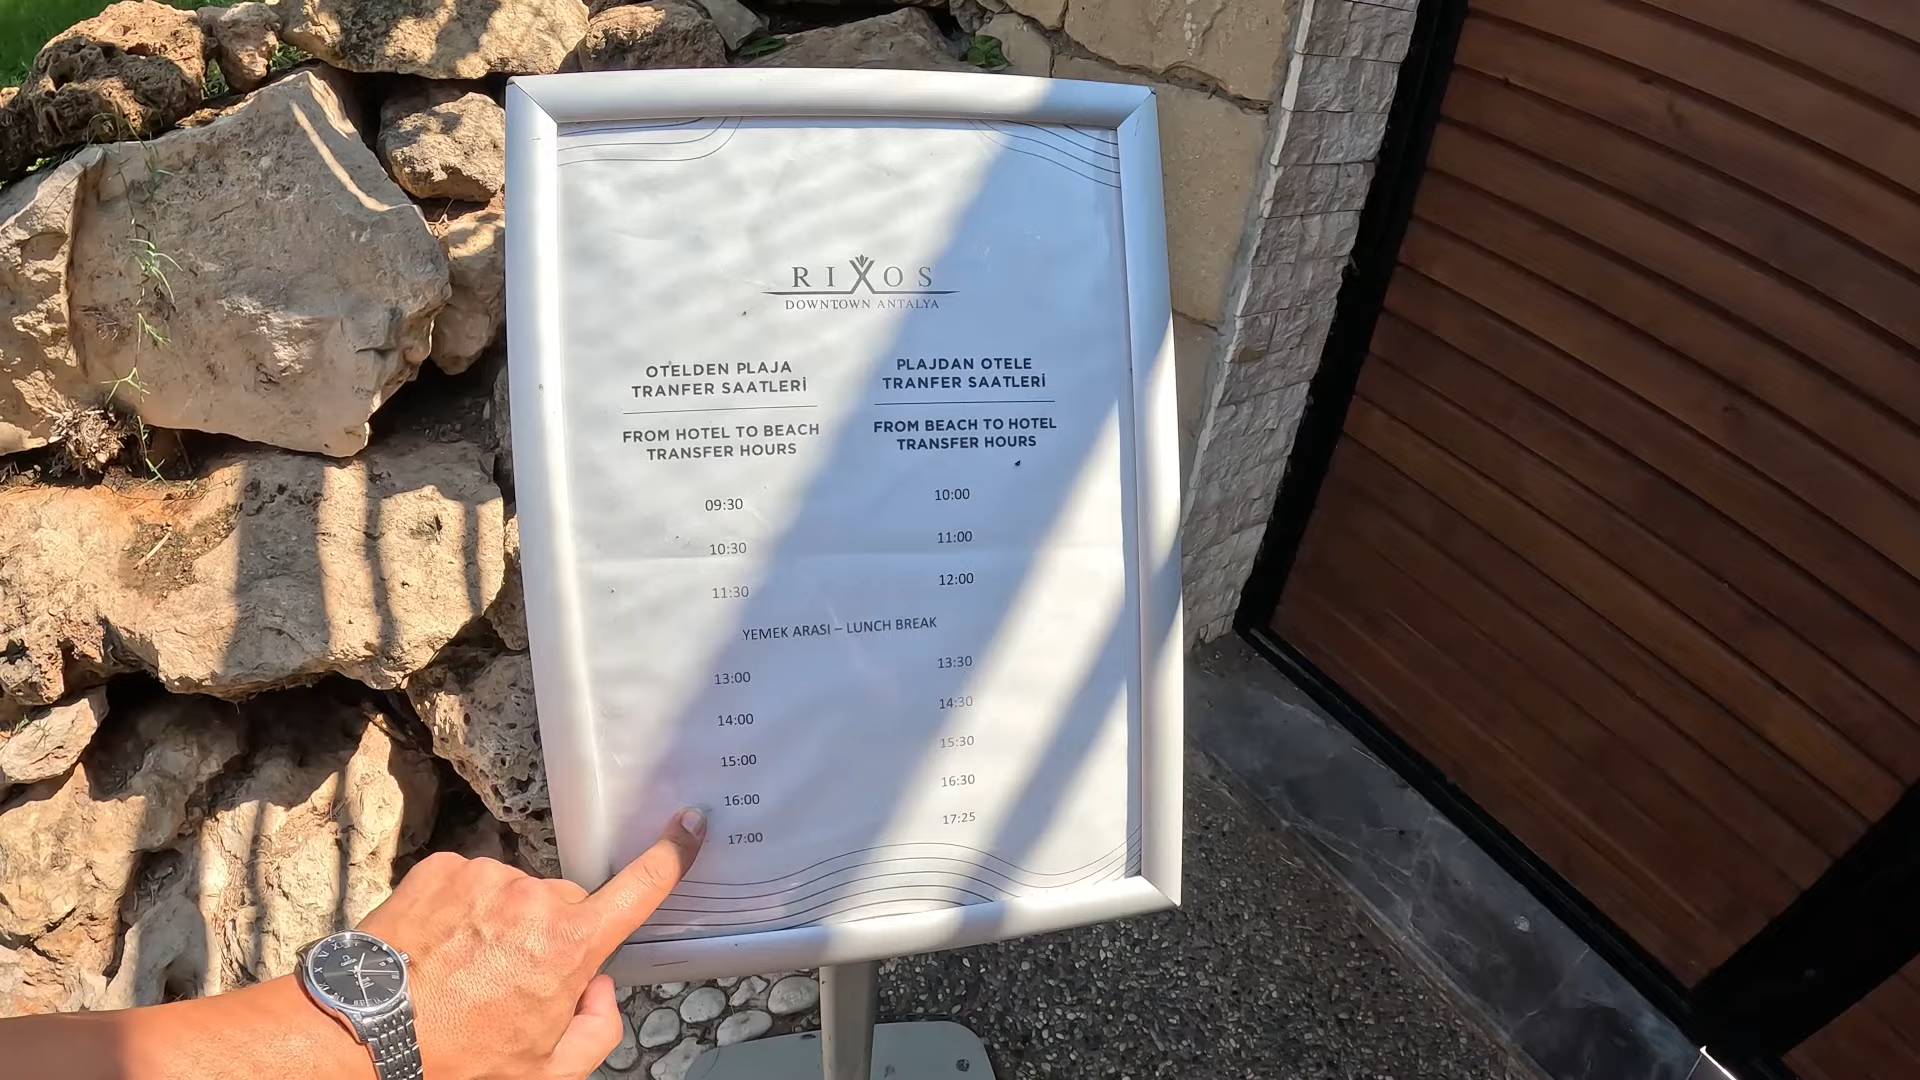 RIXOS
DOWNTOWN ANTALYA
OTELDEN PLAJA
TRANFER SAATLERİ
FROM HOTEL TO BEACH
TRANSFER HOURS
PLAJDAN OTELE
TRANFER SAATLERİ
FROM BEACH TO HOTEL
TRANSFER HOURS
09:30 10:00
10:30 11:00
11:30 12:00
YEMEK ARASI – LUNCH BREAK
13:00 13:30
14:00 14:30
15:00 15:30
16:00 16:30
17:00 17:25